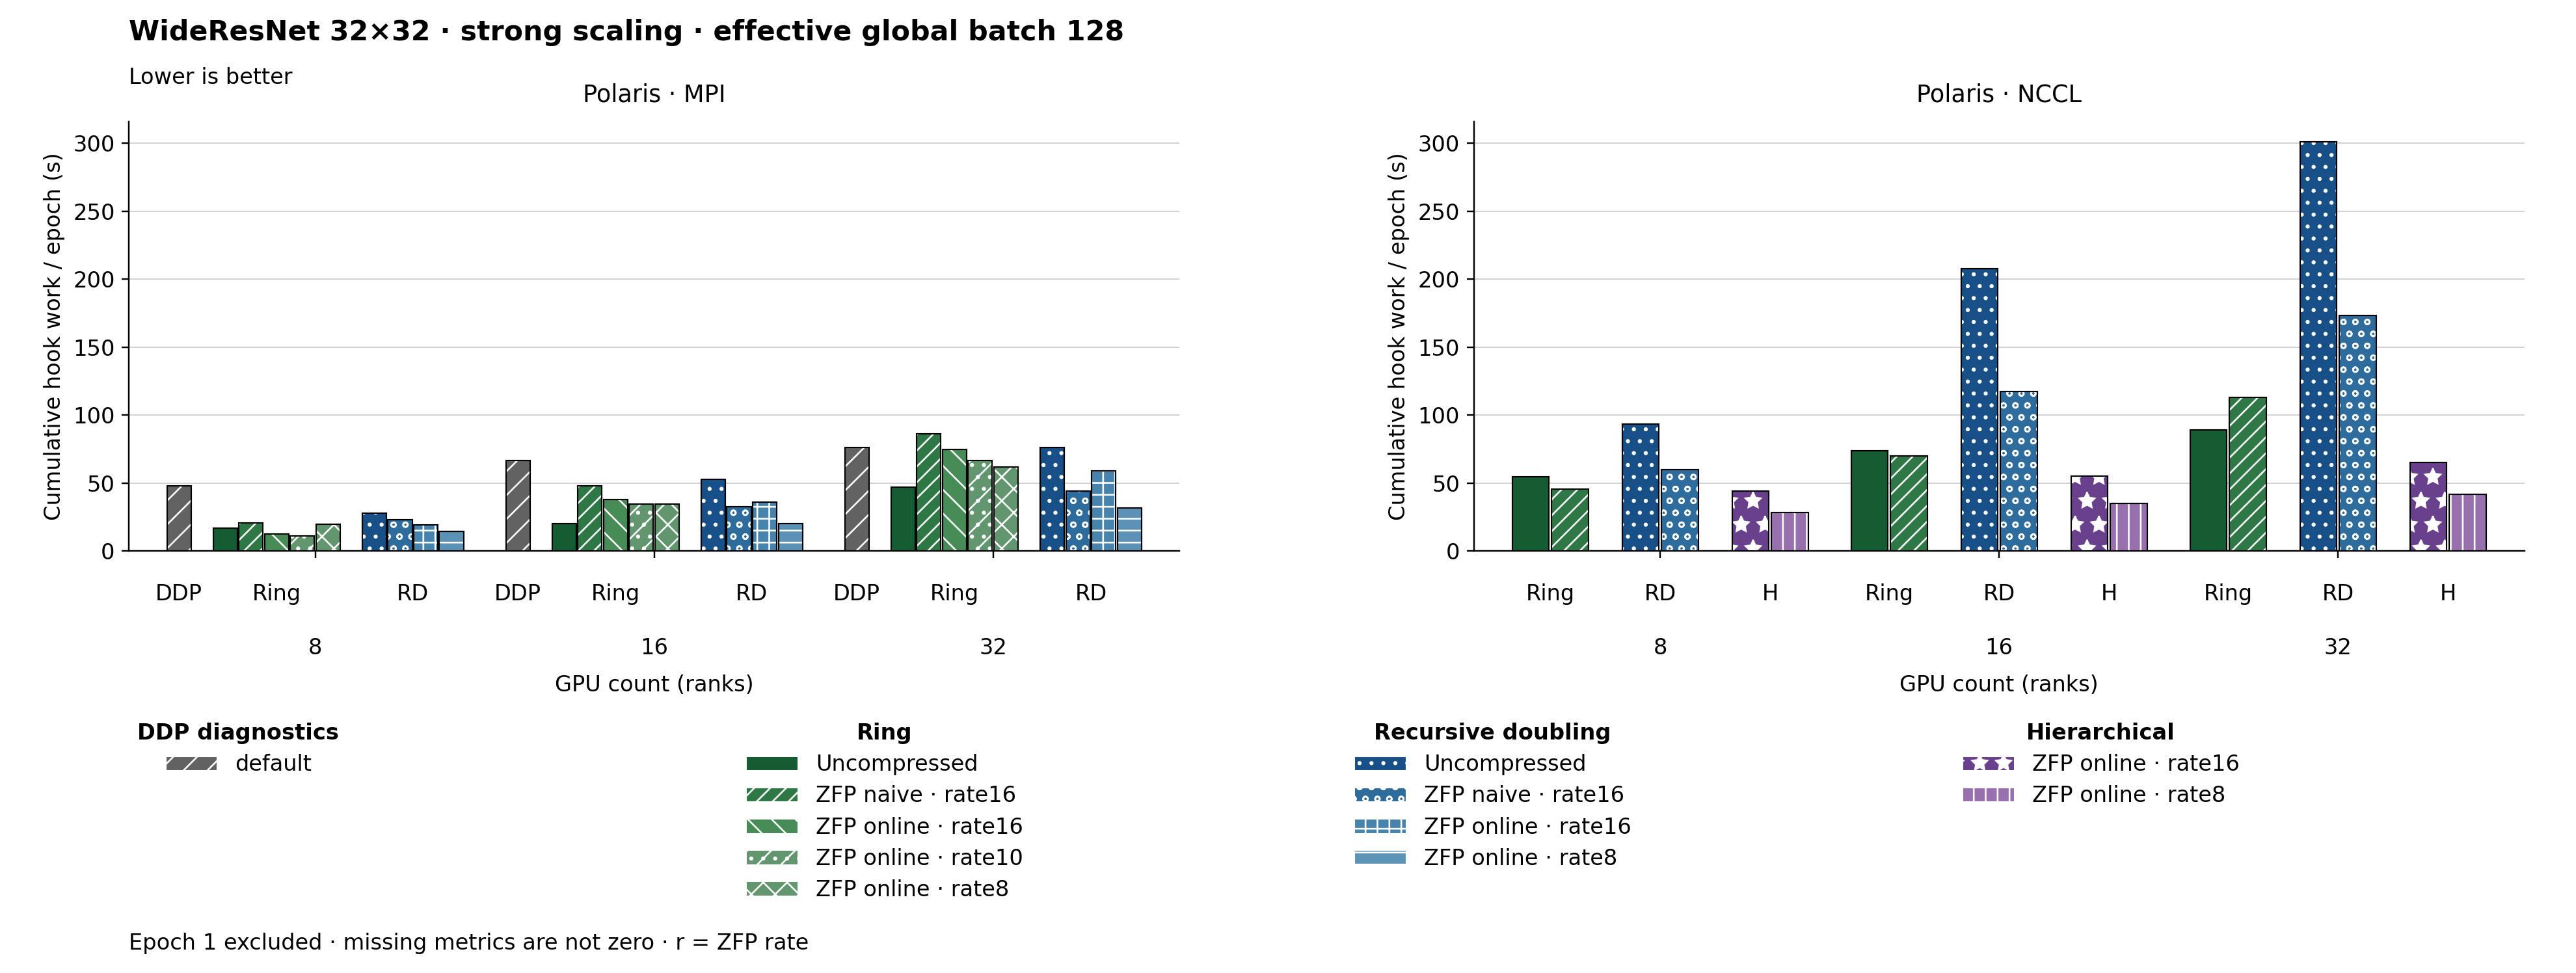 WideResNet 32×32 · strong scaling · effective global batch 128
Lower is better
Polaris · MPI
Cumulative hook work / epoch (s)
300
250
200
150
100
50
0
DDP Ring RD DDP Ring RD DDP Ring RD
8 16 32
GPU count (ranks)
Polaris · NCCL
Cumulative hook work / epoch (s)
300
250
200
150
100
50
0
Ring RD H Ring RD H Ring RD H
8 16 32
GPU count (ranks)
DDP diagnostics
default
Ring
Uncompressed
ZFP naive · rate16
ZFP online · rate16
ZFP online · rate10
ZFP online · rate8
Recursive doubling
Uncompressed
ZFP naive · rate16
ZFP online · rate16
ZFP online · rate8
Hierarchical
ZFP online · rate16
ZFP online · rate8
Epoch 1 excluded · missing metrics are not zero · r = ZFP rate